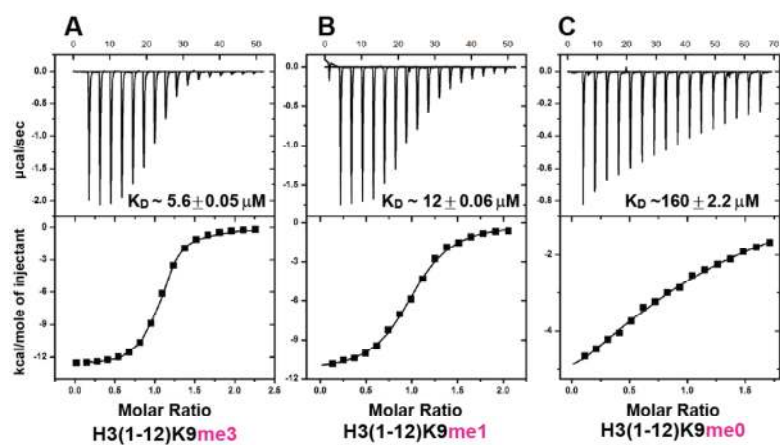 A
B
C
0 10 20 30 40 50
0 10 20 30 40 50
0 10 20 30 40 50 60 70
0.0
-0.5
-1.0
-1.5
-2.0
0.0
-0.5
-1.0
-1.5
0.0
-0.2
-0.4
-0.6
-0.8
µcal/sec
KD ~ 5.6±0.05 µM
KD ~ 12±0.06 µM
KD ~160±2.2 µM
0
-3
-6
-9
-12
0
-3
-6
-9
-12
-2
-4
kcal/mole of injectant
0.0 0.5 1.0 1.5 2.0 2.5
0.0 0.5 1.0 1.5 2.0
0.0 0.5 1.0 1.5
Molar Ratio
Molar Ratio
Molar Ratio
H3(1-12)K9me3
H3(1-12)K9me1
H3(1-12)K9me0